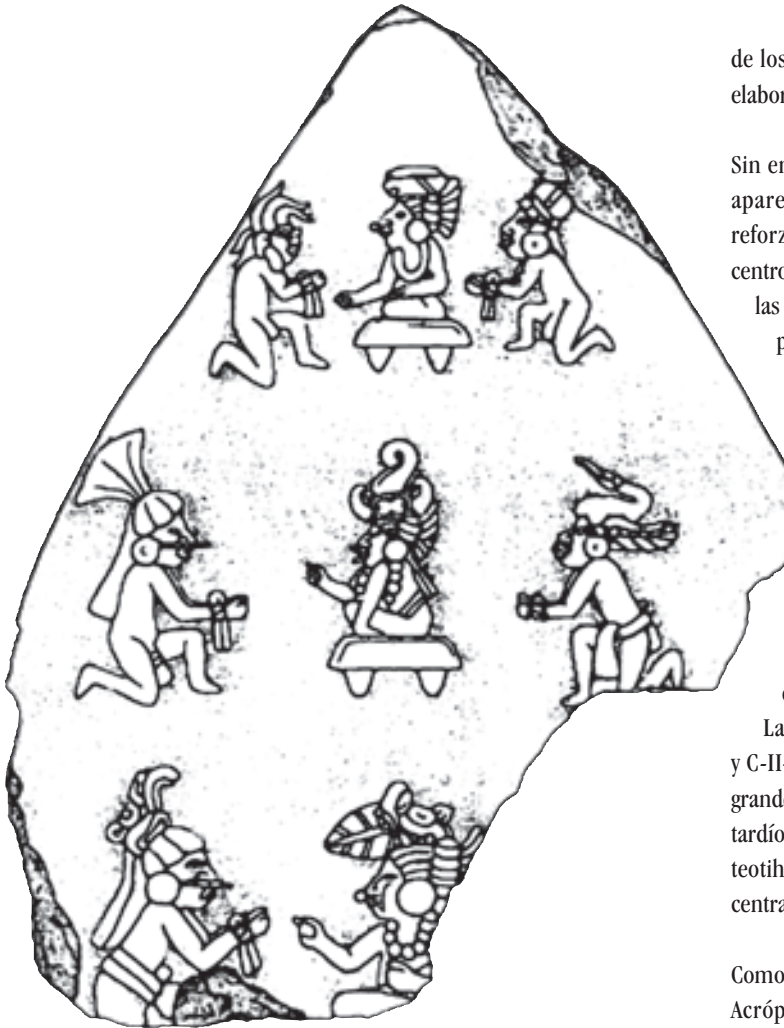 de los
elabor
Sin en
apare
reforz
centro
las
p
La
y C-II-
grand
tardío
teotih
centra
Como
Acróp